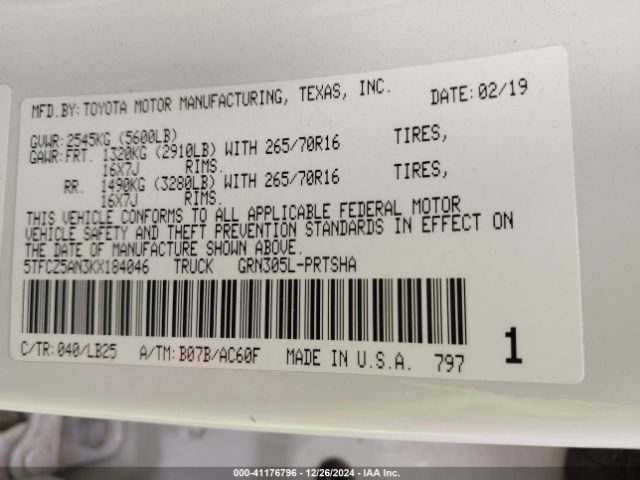 MFD.BY:TOYOTA MOTOR MANUFACTURING, TEXAS, INC. DATE:02/19
GVWR:2545KG (5600LB)
GAWR:FRT. 1320KG (2910LB) WITH 265/70R16 TIRES,
16X7J RIMS.
RR. 1490KG (3280LB) WITH 265/70R16 TIRES,
16X7J RIMS.
THIS VEHICLE CONFORMS TO ALL APPLICABLE FEDERAL MOTOR
VEHICLE SAFETY AND THEFT PREVENTION STANDARDS IN EFFECT ON
THE DATE OF MANUFACTURE SHOWN ABOVE.
5TFCZ5AN3KX184046 TRUCK GRN305L-PRTSHA
C/TR:040/LB25 A/TM:B07B/AC60F MADE IN U.S.A. 797 1
000-41176796 - 12/26/2024 - IAA Inc.